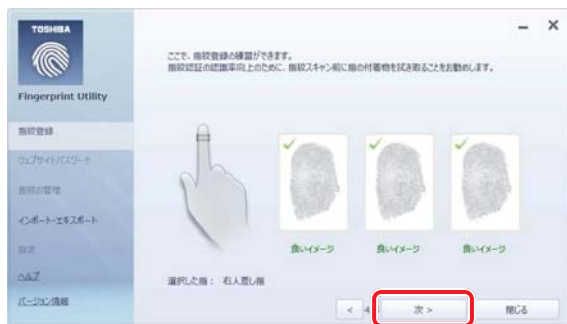 TOSHIBA
Fingerprint Utility
指紋登録
ウェブサイト/パスワード
指紋の管理
インポート・エクスポート
設定
ヘルプ
バージョン情報
ここで、指紋登録の練習ができます。
指紋認証の認識率向上のために、指紋スキャン前に指の付着物を拭き取ることをお勧めします。
良いイメージ
良いイメージ
良いイメージ
選択した指： 右人差し指
<
4
次 >
閉じる